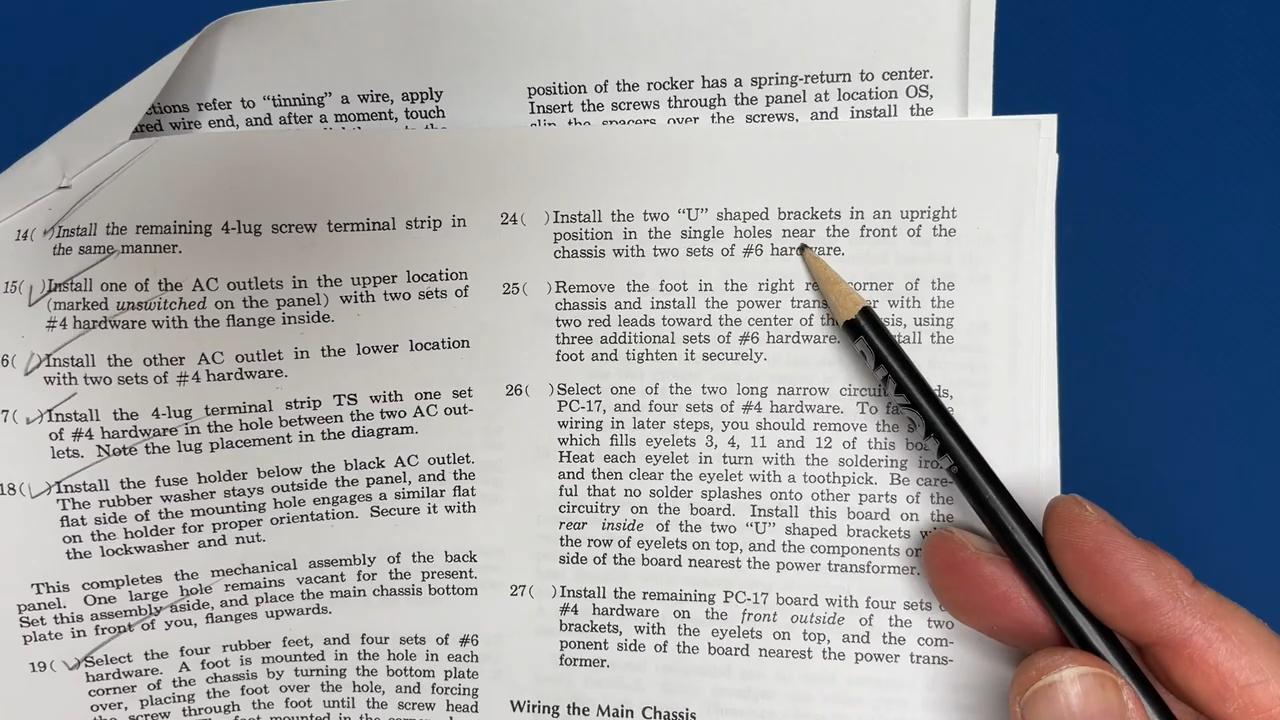 ctions refer to "tinning" a wire, apply
red wire end, and after a moment, touch
position of the rocker has a spring-return to center.
Insert the screws through the panel at location OS,
slip the spacers over the screws, and install the
14( )Install the remaining 4-lug screw terminal strip in
the same manner.
15( )Install one of the AC outlets in the upper location
(marked unswitched on the panel) with two sets of
#4 hardware with the flange inside.
6( )Install the other AC outlet in the lower location
with two sets of #4 hardware.
7( )Install the 4-lug terminal strip TS with one set
of #4 hardware in the hole between the two AC out-
lets. Note the lug placement in the diagram.
18( )Install the fuse holder below the black AC outlet.
The rubber washer stays outside the panel, and the
flat side of the mounting hole engages a similar flat
on the holder for proper orientation. Secure it with
the lockwasher and nut.
This completes the mechanical assembly of the back
panel. One large hole remains vacant for the present.
Set this assembly aside, and place the main chassis bottom
plate in front of you, flanges upwards.
19( )Select the four rubber feet, and four sets of #6
hardware. A foot is mounted in the hole in each
corner of the chassis by turning the bottom plate
over, placing the foot over the hole, and forcing
the screw through the foot until the screw head
foot mounted in the corner
24( )Install the two "U" shaped brackets in an upright
position in the single holes near the front of the
chassis with two sets of #6 hardware.
25( )Remove the foot in the right re corner of the
chassis and install the power trans er with the
two red leads toward the center of th sis, using
three additional sets of #6 hardware. tall the
foot and tighten it securely.
26( )Select one of the two long narrow circui ds,
PC-17, and four sets of #4 hardware. To fa e
wiring in later steps, you should remove the s
which fills eyelets 3, 4, 11 and 12 of this bo
Heat each eyelet in turn with the soldering iro
and then clear the eyelet with a toothpick. Be care-
ful that no solder splashes onto other parts of the
circuitry on the board. Install this board on the
rear inside of the two "U" shaped brackets wi
the row of eyelets on top, and the components on
side of the board nearest the power transformer.
27( )Install the remaining PC-17 board with four sets o
#4 hardware on the front outside of the two
brackets, with the eyelets on top, and the com-
ponent side of the board nearest the power trans-
former.
Wiring the Main Chassis
DIXON